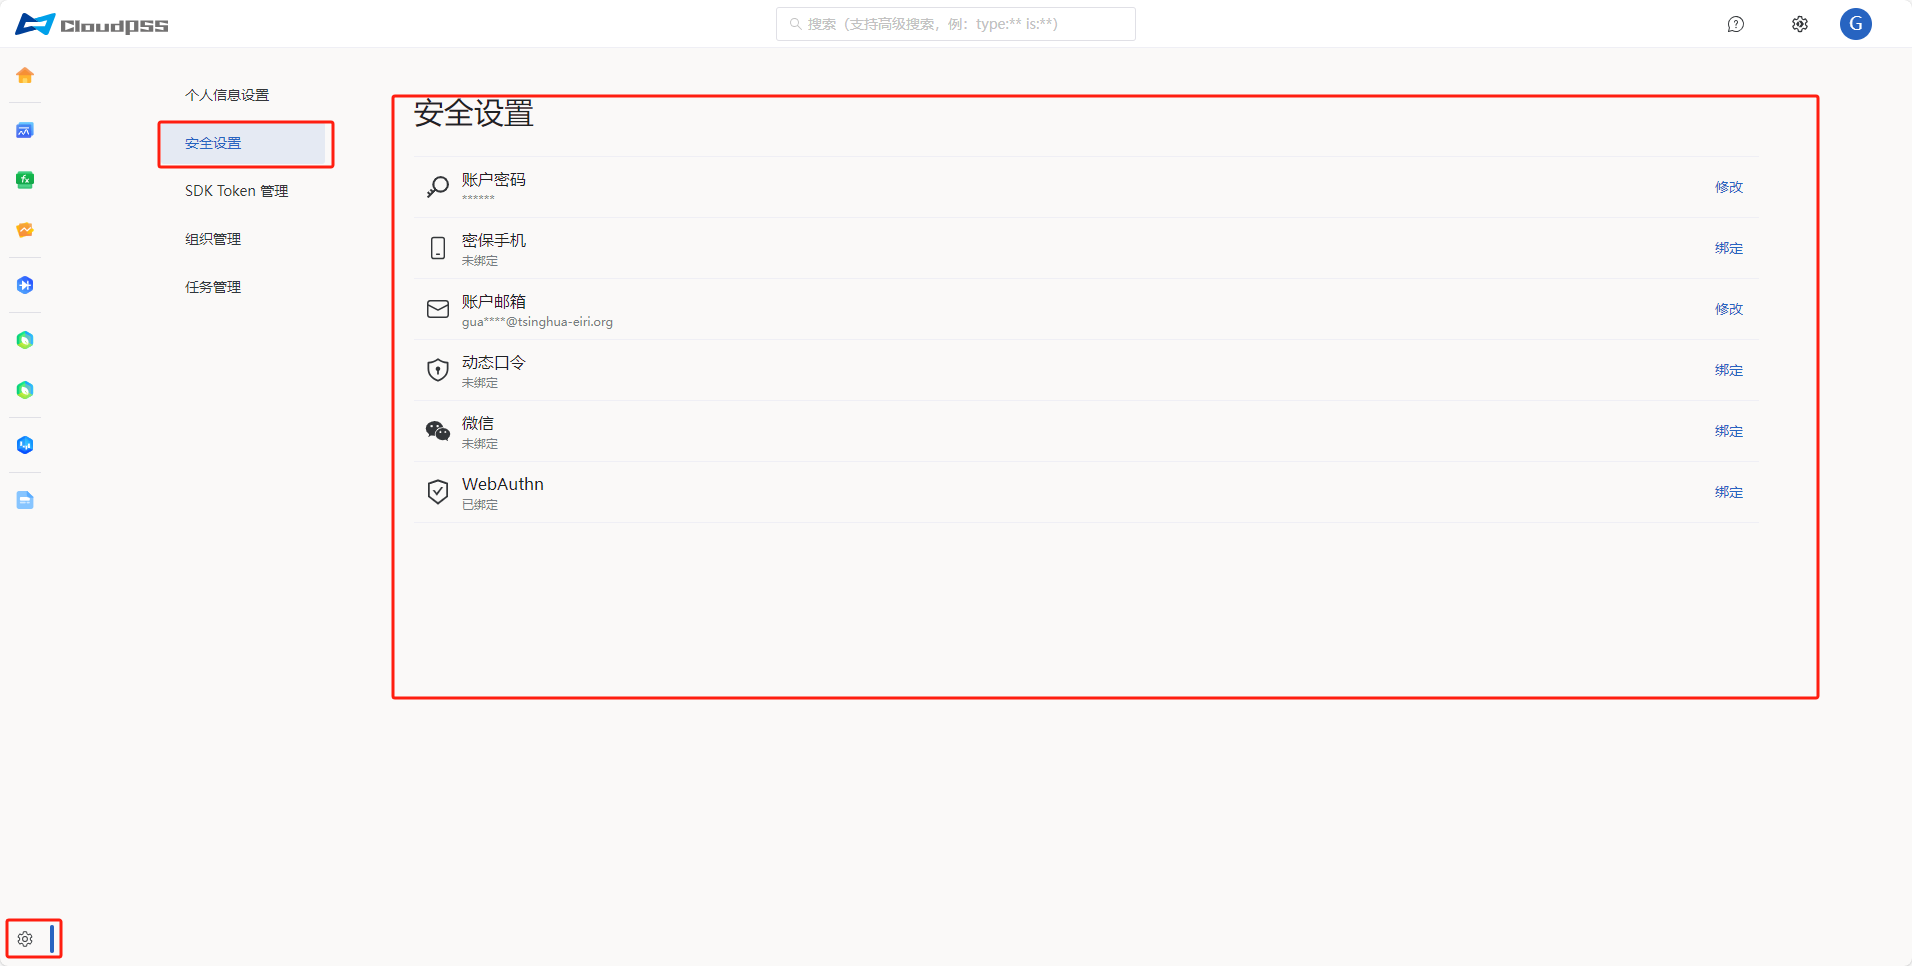 CloudPSS
搜索（支持高级搜索，例：type:** is:**）
G
个人信息设置
安全设置
SDK Token 管理
组织管理
任务管理
安全设置
账户密码
******
修改
密保手机
未绑定
绑定
账户邮箱
gua****@tsinghua-eiri.org
修改
动态口令
未绑定
绑定
微信
未绑定
绑定
WebAuthn
已绑定
绑定